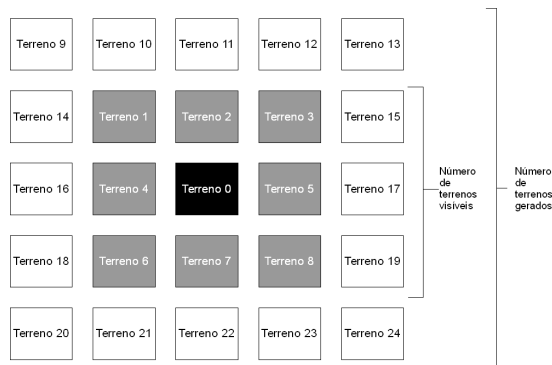 Terreno 9 Terreno 10 Terreno 11 Terreno 12 Terreno 13
Terreno 14 Terreno 1 Terreno 2 Terreno 3 Terreno 15
Terreno 16 Terreno 4 Terreno 0 Terreno 5 Terreno 17
Número
de
terrenos
visíveis
Número
de
terrenos
gerados
Terreno 18 Terreno 6 Terreno 7 Terreno 8 Terreno 19
Terreno 20 Terreno 21 Terreno 22 Terreno 23 Terreno 24